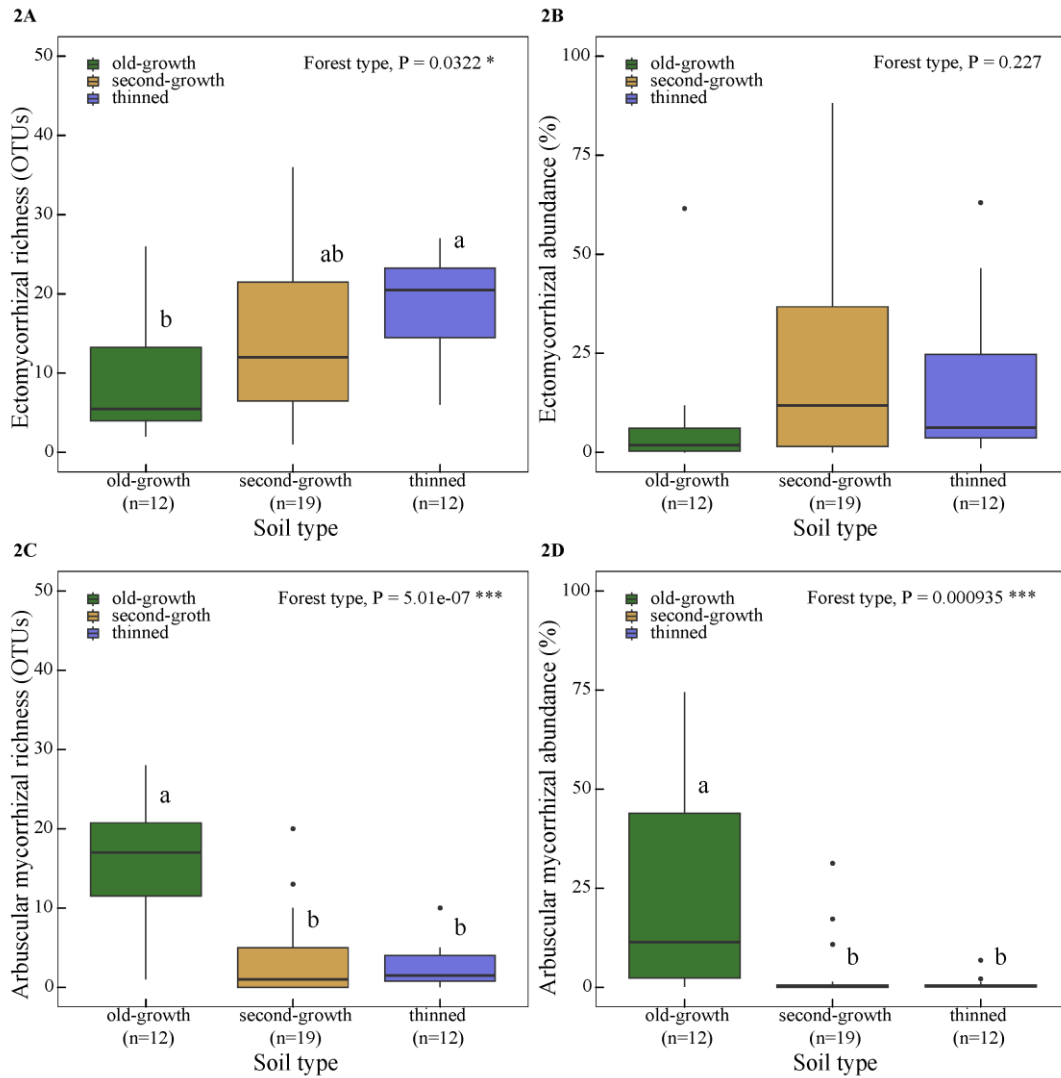 2A
Ectomycorrhizal richness (OTUs)
50
40
30
20
10
0
old-growth
second-growth
thinned
Forest type, P = 0.0322 *
b
ab
a
old-growth
(n=12)
second-growth
(n=19)
thinned
(n=12)
Soil type
2B
Ectomycorrhizal abundance (%)
100
75
50
25
0
old-growth
second-growth
thinned
Forest type, P = 0.227
old-growth
(n=12)
second-growth
(n=19)
thinned
(n=12)
Soil type
2C
Arbuscular mycorrhizal richness (OTUs)
50
40
30
20
10
0
old-growth
second-groth
thinned
Forest type, P = 5.01e-07 ***
a
b
b
old-growth
(n=12)
second-growth
(n=19)
thinned
(n=12)
Soil type
2D
Arbuscular mycorrhizal abundance (%)
100
75
50
25
0
old-growth
second-growth
thinned
Forest type, P = 0.000935 ***
a
b
b
old-growth
(n=12)
second-growth
(n=19)
thinned
(n=12)
Soil type